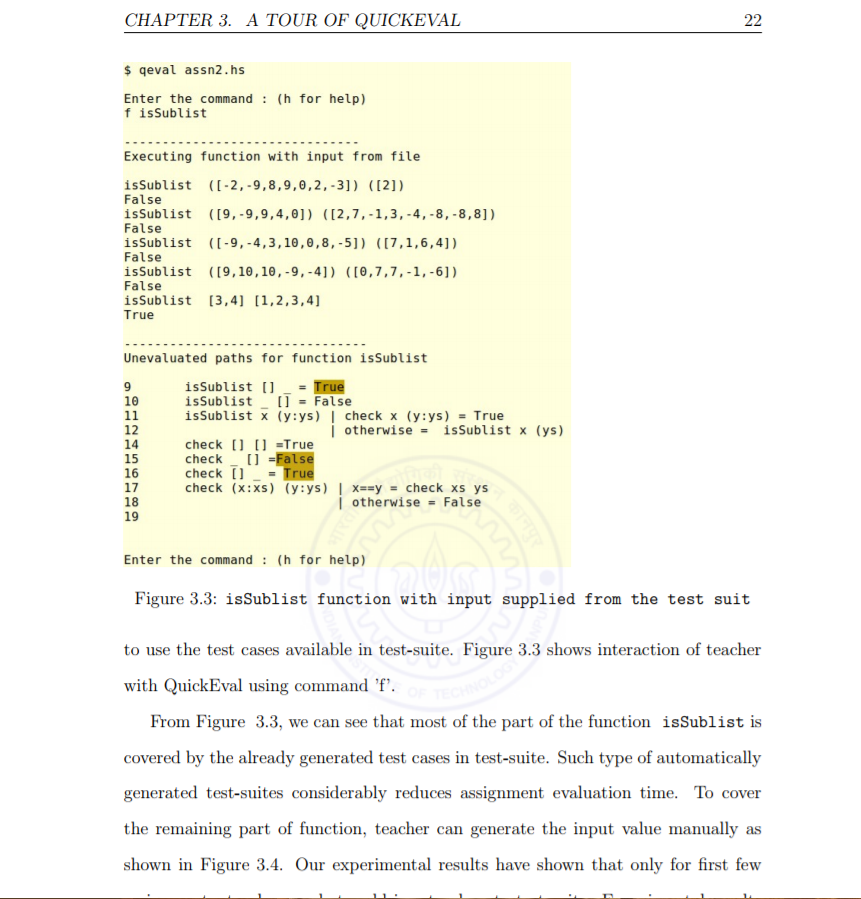 CHAPTER 3. A TOUR OF QUICKEVAL 22
$ qeval assn2.hs
Enter the command : (h for help)
f isSublist
------------------------------
Executing function with input from file
isSublist ([-2,-9,8,9,0,2,-3]) ([2])
False
isSublist ([9,-9,9,4,0]) ([2,7,-1,3,-4,-8,-8,8])
False
isSublist ([-9,-4,3,10,0,8,-5]) ([7,1,6,4])
False
isSublist ([9,10,10,-9,-4]) ([0,7,7,-1,-6])
False
isSublist [3,4] [1,2,3,4]
True
-------------------------------
Unevaluated paths for function isSublist
9 isSublist [] _ = True
10 isSublist _ [] = False
11 isSublist x (y:ys) | check x (y:ys) = True
12 | otherwise = isSublist x (ys)
14 check [] [] =True
15 check _ [] =False
16 check [] _ = True
17 check (x:xs) (y:ys) | x==y = check xs ys
18 | otherwise = False
19
Enter the command : (h for help)
Figure 3.3: isSublist function with input supplied from the test suit
to use the test cases available in test-suite. Figure 3.3 shows interaction of teacher
with QuickEval using command 'f'.
From Figure 3.3, we can see that most of the part of the function isSublist is
covered by the already generated test cases in test-suite. Such type of automatically
generated test-suites considerably reduces assignment evaluation time. To cover
the remaining part of function, teacher can generate the input value manually as
shown in Figure 3.4. Our experimental results have shown that only for first few